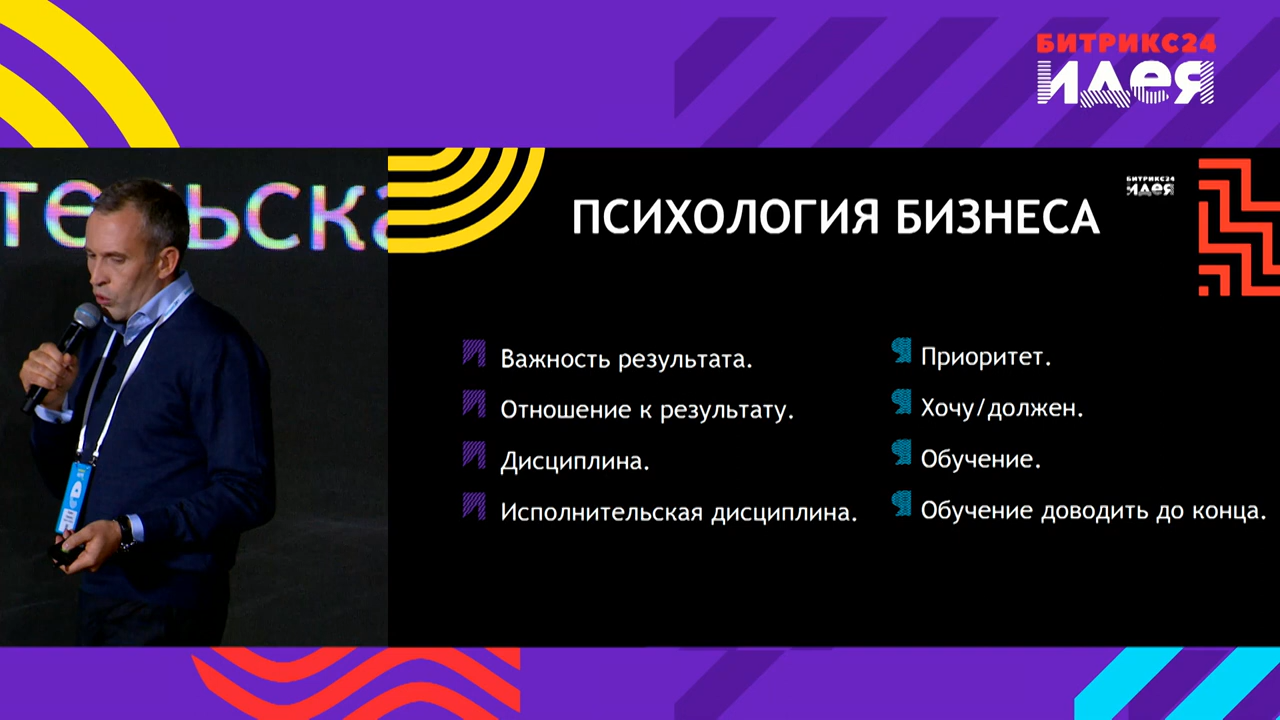 БИТРИКС24
идея
тельска
БИТРИКС24
идея
ПСИХОЛОГИЯ БИЗНЕСА
Важность результата.
Отношение к результату.
Дисциплина.
Исполнительская дисциплина.
Приоритет.
Хочу/должен.
Обучение.
Обучение доводить до конца.